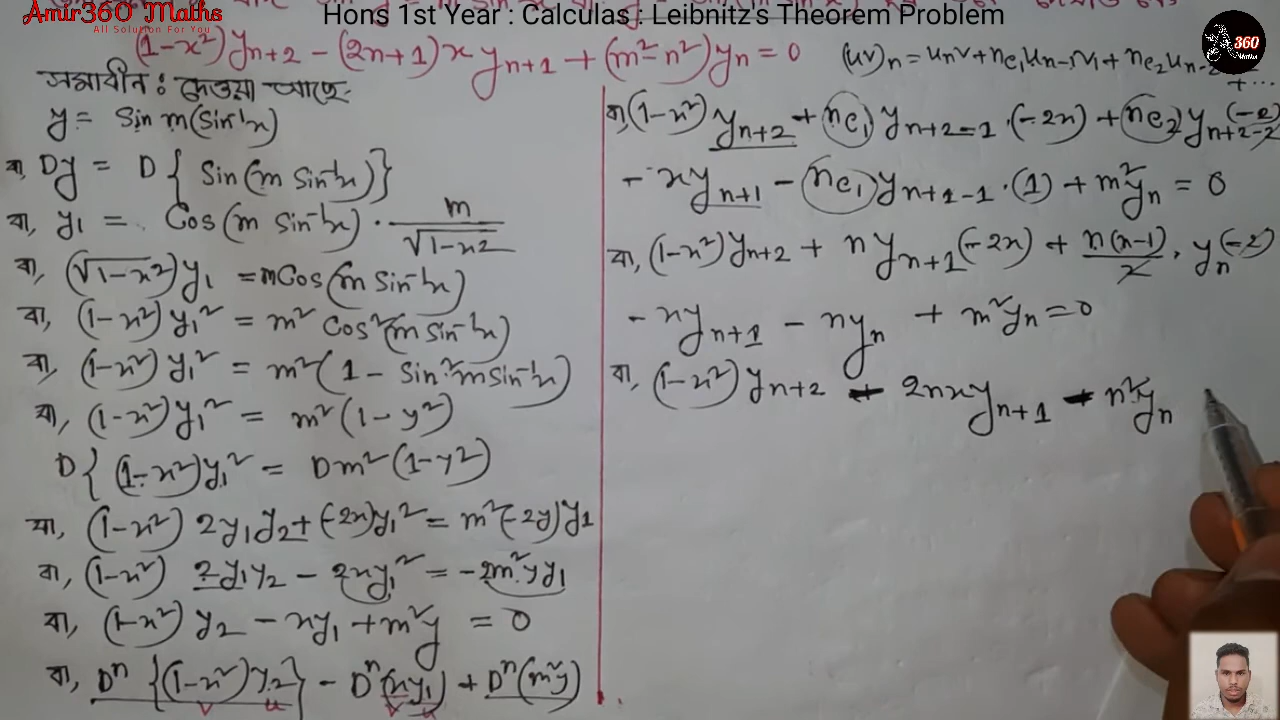 Amir360 Maths
All Solution For You
Hons 1st Year : Calculas : Leibnitz's Theorem Problem
360
Maths
(1-x²)yₙ₊₂ - (2n+1)x yₙ₊₁ + (m²-n²)yₙ = 0
(uv)ₙ = uₙv + nc₁uₙ₋₁v₁ + nc₂uₙ₋₂
+...
সমাধান : দেওয়া আছে
y = Sin m(Sin⁻¹x)
বা, Dy = D{Sin(m Sin⁻¹x)}
বা, y₁ = Cos(m Sin⁻¹x) · m/√1-x2
বা, (√1-x²)y₁ = mCos(m Sin⁻¹x)
বা, (1-x²)y₁² = m² Cos²(m Sin⁻¹x)
বা, (1-x²)y₁² = m²(1 - Sin²mSin⁻¹x)
বা, (1-x²)y₁² = m²(1-y²)
D{(1-x²)y₁² = Dm²(1-y²)
বা, (1-x²) 2y₁y₂+(-2x)y₁² = m²(-2y)y₁
বা, (1-x²) 2y₁y₂ - 2xy₁² = -2m²yy₁
বা, (1-x²) y₂ - xy₁ + m²y = 0
বা, Dⁿ{(1-x²)y₂} - Dⁿ(xy₁) + Dⁿ(m²y)
v u v u
বা,(1-x²) yₙ₊₂ + nc₁ yₙ₊₂₋₁·(-2x) + nc₂ yₙ₊₂₋₂(-2)
- xyₙ₊₁ - nc₁ yₙ₊₁₋₁·(1) + m²yₙ = 0
বা, (1-x²)yₙ₊₂ + nyₙ₊₁(-2x) + n(n-1)/2 · yₙ(-2)
- xyₙ₊₁ - nyₙ + m²yₙ = 0
বা, (1-x²)yₙ₊₂ - 2nxyₙ₊₁ - n²yₙ